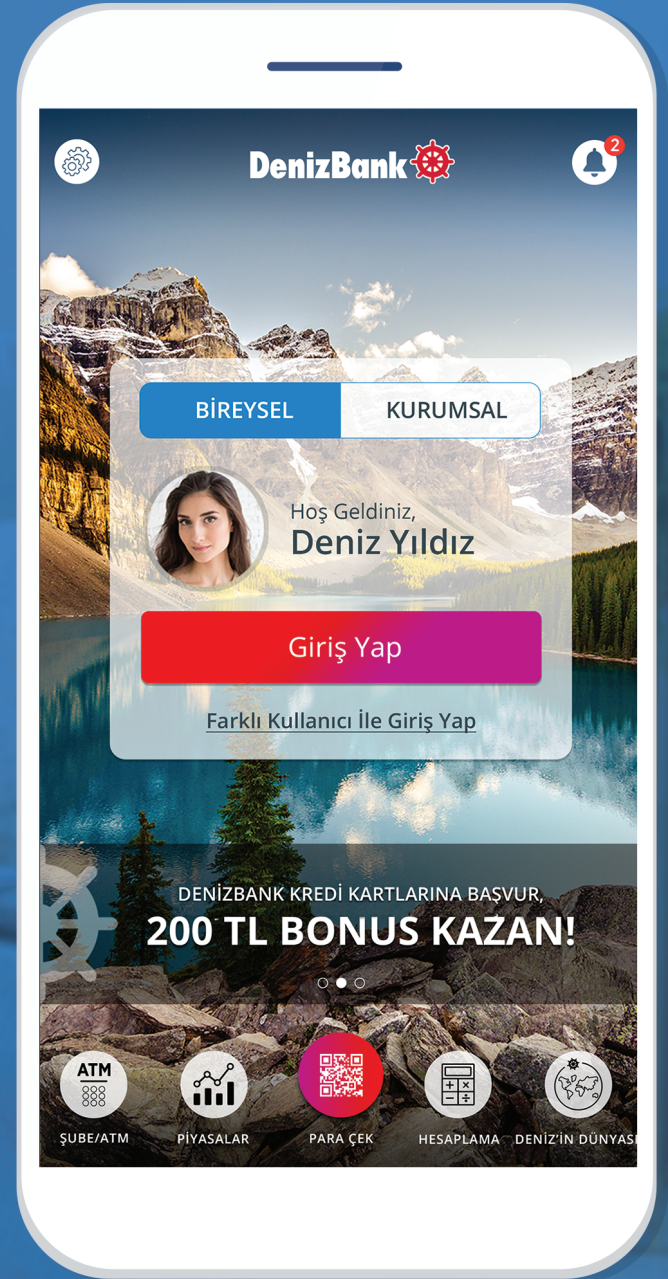 DenizBank
2
BİREYSEL
KURUMSAL
Hoş Geldiniz,
Deniz Yıldız
Giriş Yap
Farklı Kullanıcı İle Giriş Yap
DENİZBANK KREDİ KARTLARINA BAŞVUR,
200 TL BONUS KAZAN!
ATM
ŞUBE/ATM
PİYASALAR
PARA ÇEK
HESAPLAMA
DENİZ'İN DÜNYASI